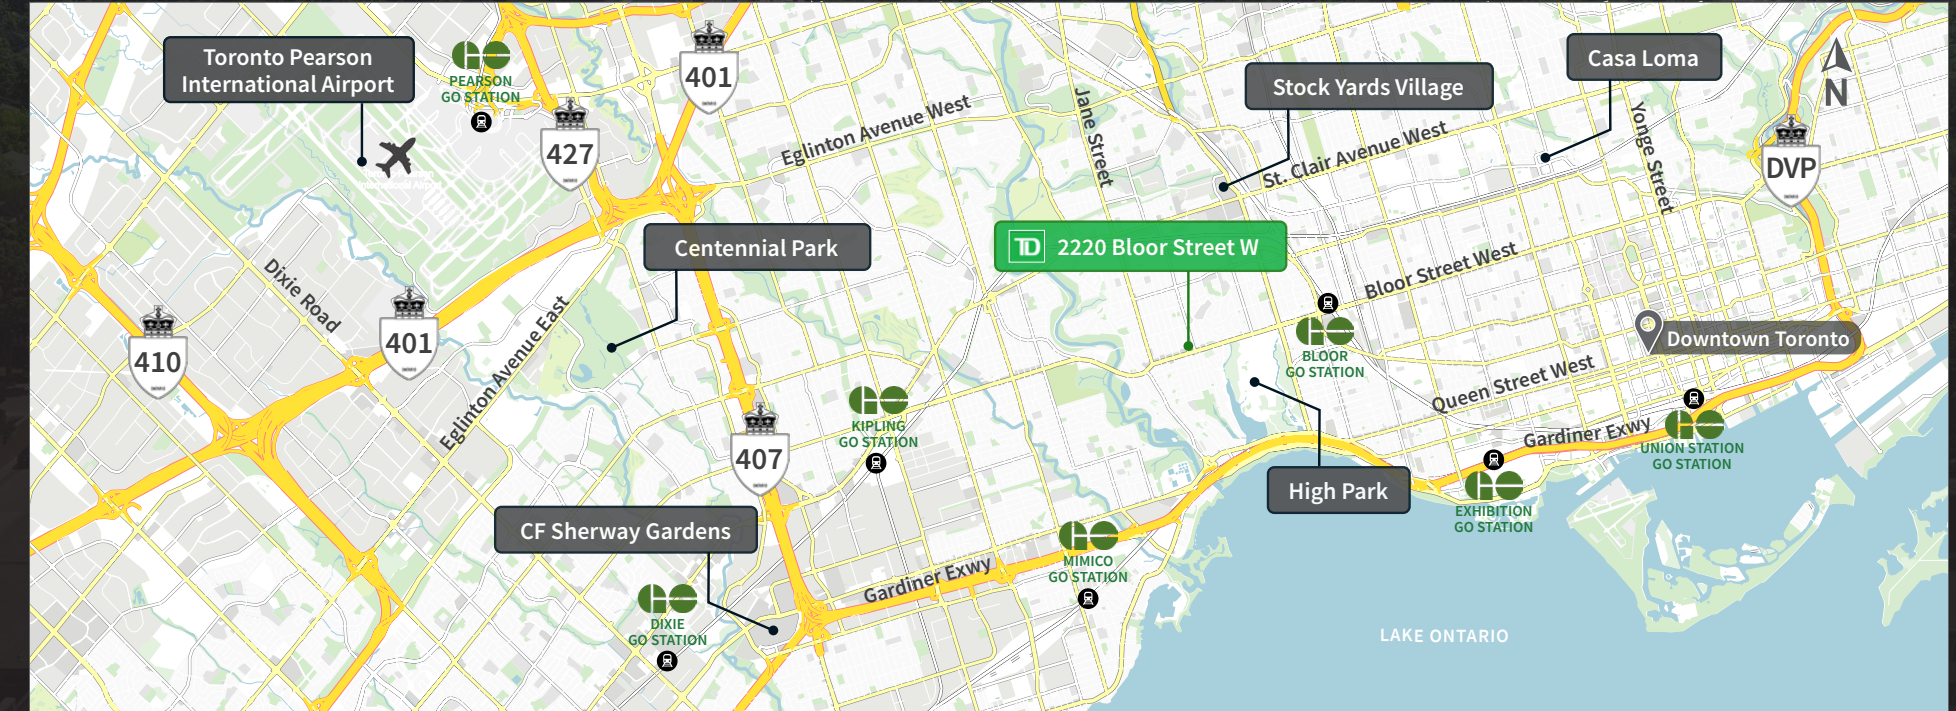 Toronto Pearson
International Airport
PEARSON
GO STATION
401
427
Eglinton Avenue West
Jane Street
Stock Yards Village
St. Clair Avenue West
Casa Loma
Yonge Street
N
DVP
Centennial Park
TD 2220 Bloor Street W
Bloor Street West
Dixie Road
410
401
Eglinton Avenue East
BLOOR
GO STATION
Downtown Toronto
Queen Street West
KIPLING
GO STATION
407
High Park
Gardiner Exwy
UNION STATION
GO STATION
EXHIBITION
GO STATION
CF Sherway Gardens
Gardiner Exwy
MIMICO
GO STATION
DIXIE
GO STATION
LAKE ONTARIO